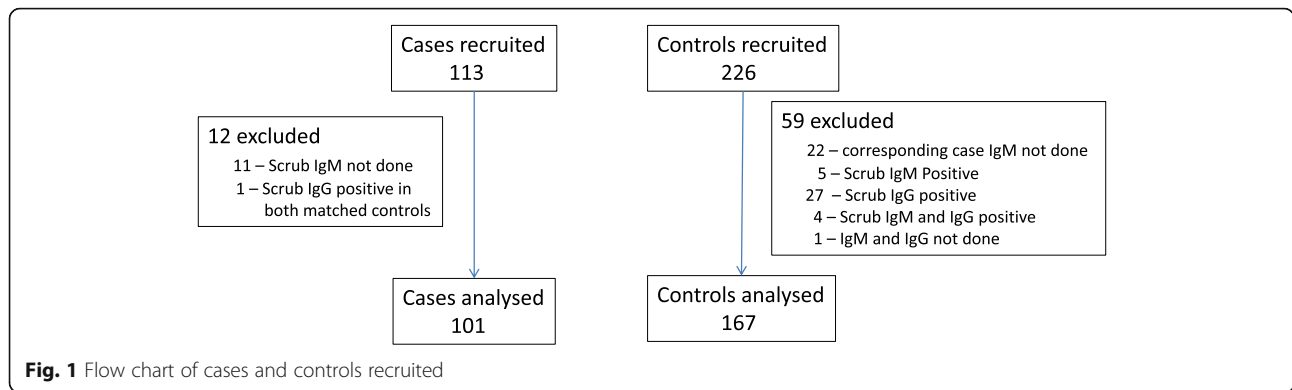 Cases recruited
113
Controls recruited
226
12 excluded
11 – Scrub IgM not done
1 – Scrub IgG positive in
both matched controls
59 excluded
22 – corresponding case IgM not done
5 – Scrub IgM Positive
27 – Scrub IgG positive
4 – Scrub IgM and IgG positive
1 – IgM and IgG not done
Cases analysed
101
Controls analysed
167
Fig. 1 Flow chart of cases and controls recruited